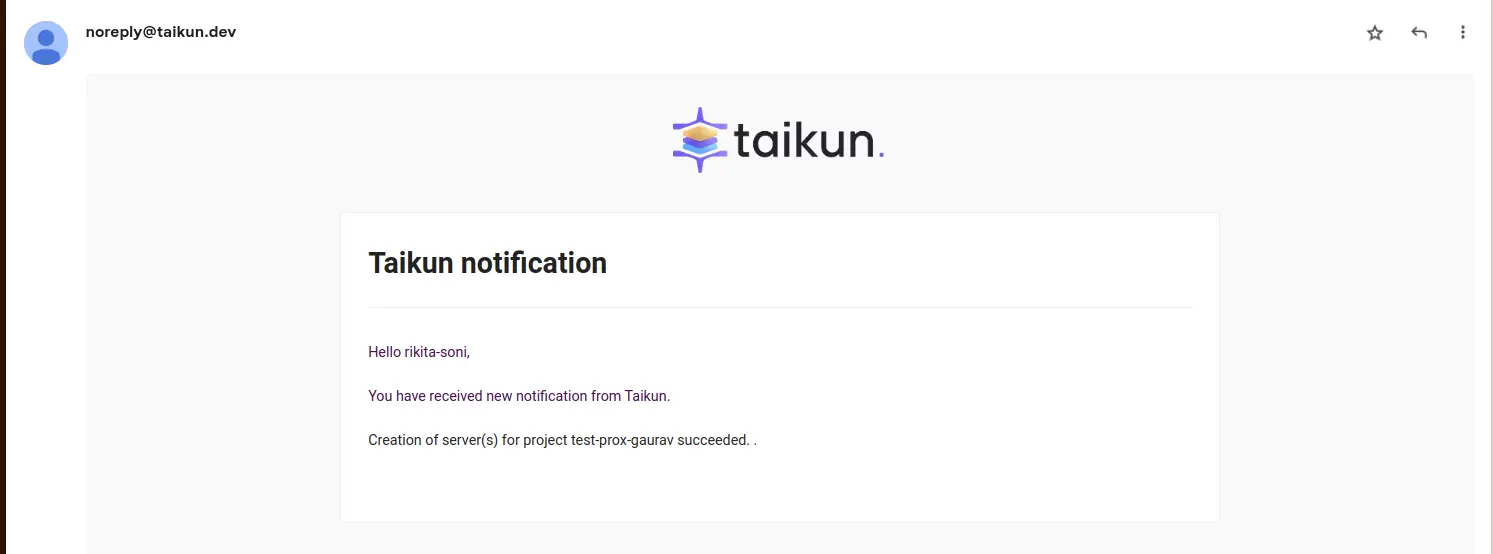 noreply@taikun.dev
taikun.
Taikun notification
Hello rikita-soni,
You have received new notification from Taikun.
Creation of server(s) for project test-prox-gaurav succeeded. .